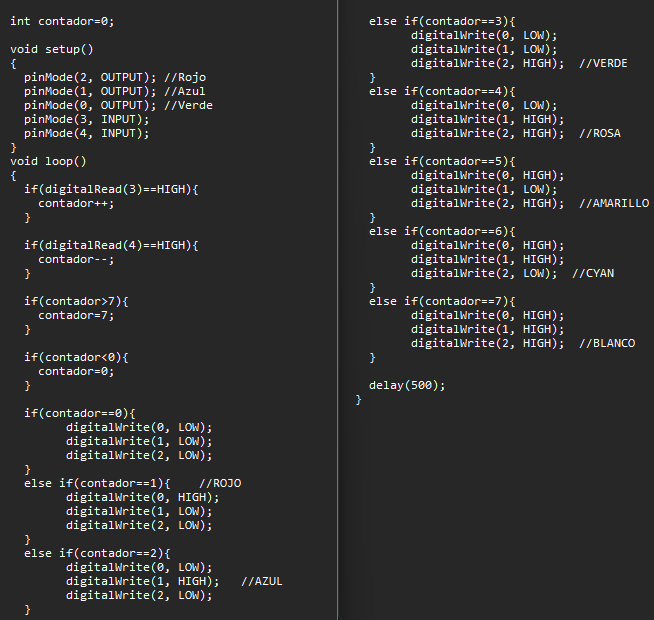 int contador=0;
void setup()
{
pinMode(2, OUTPUT); //Rojo
pinMode(1, OUTPUT); //Azul
pinMode(0, OUTPUT); //Verde
pinMode(3, INPUT);
pinMode(4, INPUT);
}
void loop()
{
if(digitalRead(3)==HIGH){
contador++;
}
if(digitalRead(4)==HIGH){
contador--;
}
if(contador>7){
contador=7;
}
if(contador<0){
contador=0;
}
if(contador==0){
digitalWrite(0, LOW);
digitalWrite(1, LOW);
digitalWrite(2, LOW);
}
else if(contador==1){ //ROJO
digitalWrite(0, HIGH);
digitalWrite(1, LOW);
digitalWrite(2, LOW);
}
else if(contador==2){
digitalWrite(0, LOW);
digitalWrite(1, HIGH); //AZUL
digitalWrite(2, LOW);
}
else if(contador==3){
digitalWrite(0, LOW);
digitalWrite(1, LOW);
digitalWrite(2, HIGH); //VERDE
}
else if(contador==4){
digitalWrite(0, LOW);
digitalWrite(1, HIGH);
digitalWrite(2, HIGH); //ROSA
}
else if(contador==5){
digitalWrite(0, HIGH);
digitalWrite(1, LOW);
digitalWrite(2, HIGH); //AMARILLO
}
else if(contador==6){
digitalWrite(0, HIGH);
digitalWrite(1, HIGH);
digitalWrite(2, LOW); //CYAN
}
else if(contador==7){
digitalWrite(0, HIGH);
digitalWrite(1, HIGH);
digitalWrite(2, HIGH); //BLANCO
}
delay(500);
}